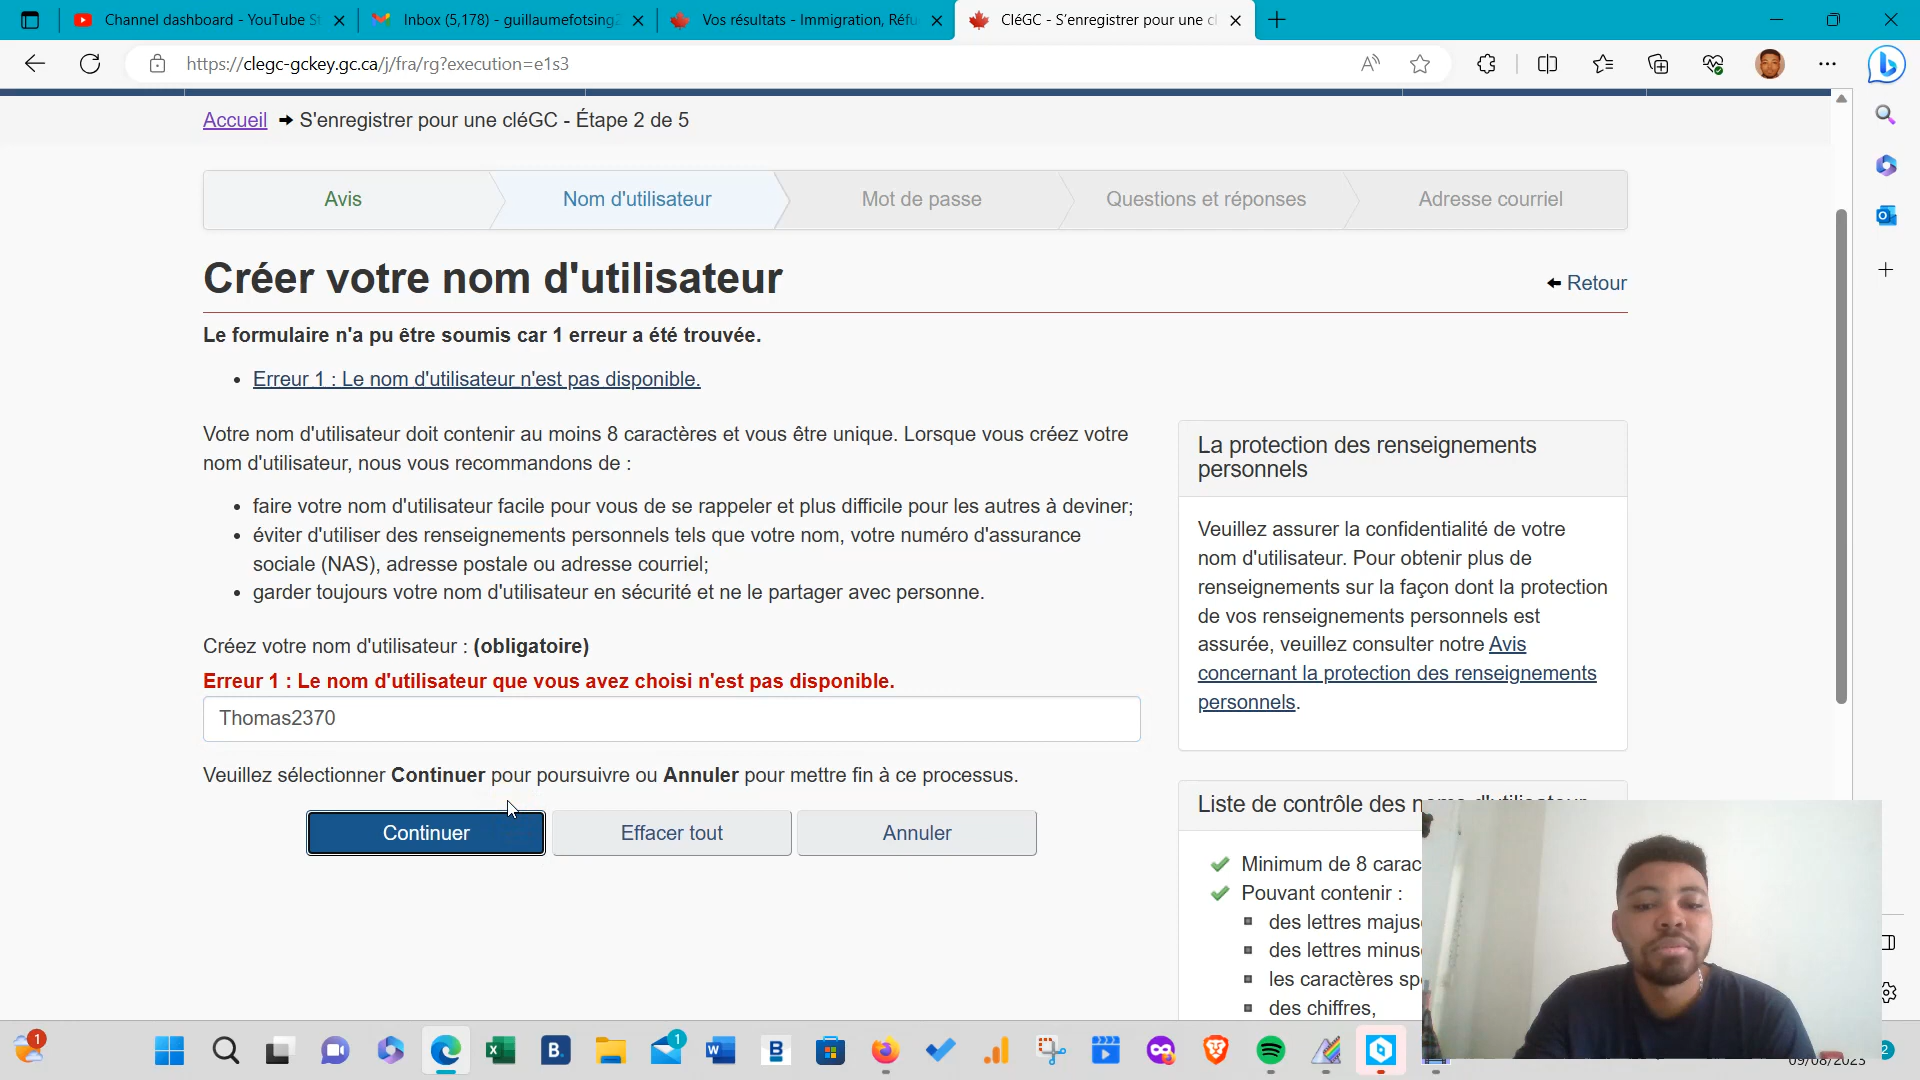 Channel dashboard - YouTube S
Inbox (5,178) - guillaumefotsing
Vos résultats - Immigration, Réfu
CléGC - S'enregistrer pour une cl
https://clegc-gckey.gc.ca/j/fra/rg?execution=e1s3
Accueil → S'enregistrer pour une cléGC - Étape 2 de 5
Avis
Nom d'utilisateur
Mot de passe
Questions et réponses
Adresse courriel
Créer votre nom d'utilisateur
Retour
Le formulaire n'a pu être soumis car 1 erreur a été trouvée.
Erreur 1 : Le nom d'utilisateur n'est pas disponible.
Votre nom d'utilisateur doit contenir au moins 8 caractères et vous être unique. Lorsque vous créez votre
nom d'utilisateur, nous vous recommandons de :
faire votre nom d'utilisateur facile pour vous de se rappeler et plus difficile pour les autres à deviner;
éviter d'utiliser des renseignements personnels tels que votre nom, votre numéro d'assurance
sociale (NAS), adresse postale ou adresse courriel;
garder toujours votre nom d'utilisateur en sécurité et ne le partager avec personne.
Créez votre nom d'utilisateur : (obligatoire)
Erreur 1 : Le nom d'utilisateur que vous avez choisi n'est pas disponible.
Thomas2370
Veuillez sélectionner Continuer pour poursuivre ou Annuler pour mettre fin à ce processus.
Continuer
Effacer tout
Annuler
La protection des renseignements
personnels
Veuillez assurer la confidentialité de votre
nom d'utilisateur. Pour obtenir plus de
renseignements sur la façon dont la protection
de vos renseignements personnels est
assurée, veuillez consulter notre Avis
concernant la protection des renseignements
personnels.
Liste de contrôle des noms d'utilisateur
Minimum de 8 carac
Pouvant contenir :
des lettres majus
des lettres minus
les caractères sp
des chiffres,
09/08/2023